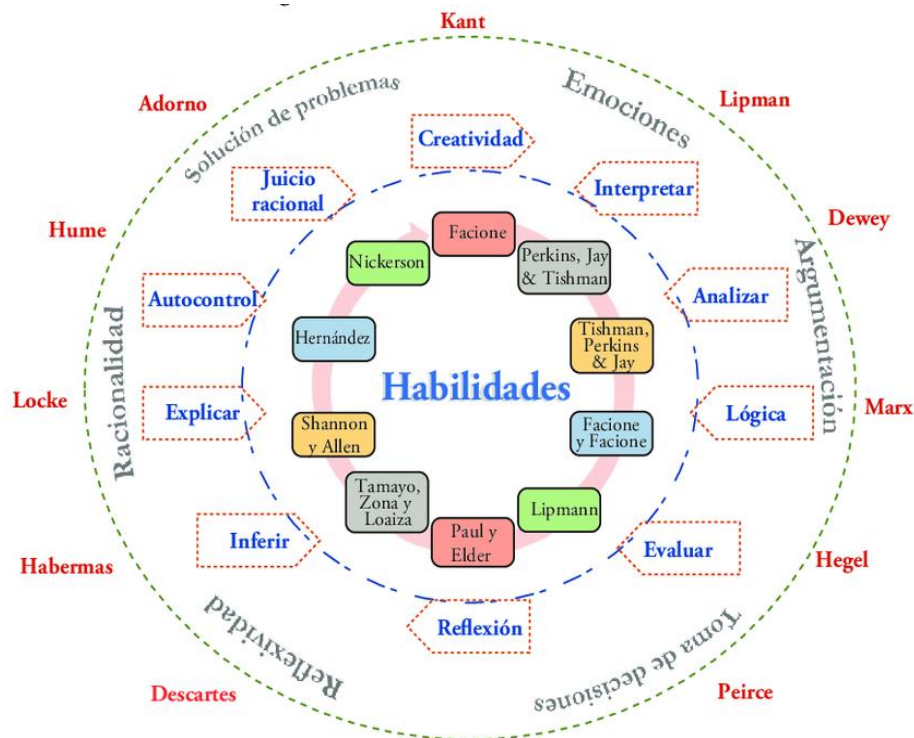 Kant
Adorno
Lipman
Hume
Dewey
Locke
Marx
Habermas
Hegel
Descartes
Peirce
Solución de problemas
Emociones
Racionalidad
Argumentación
Reflexividad
Toma de decisiones
Creatividad
Juicio
racional
Interpretar
Autocontrol
Analizar
Explicar
Lógica
Inferir
Evaluar
Reflexión
Facione
Nickerson
Perkins, Jay
& Tishman
Hernández
Tishman,
Perkins
& Jay
Habilidades
Shannon
y Allen
Facione
y Facione
Tamayo,
Zona y
Loaiza
Lipmann
Paul y
Elder